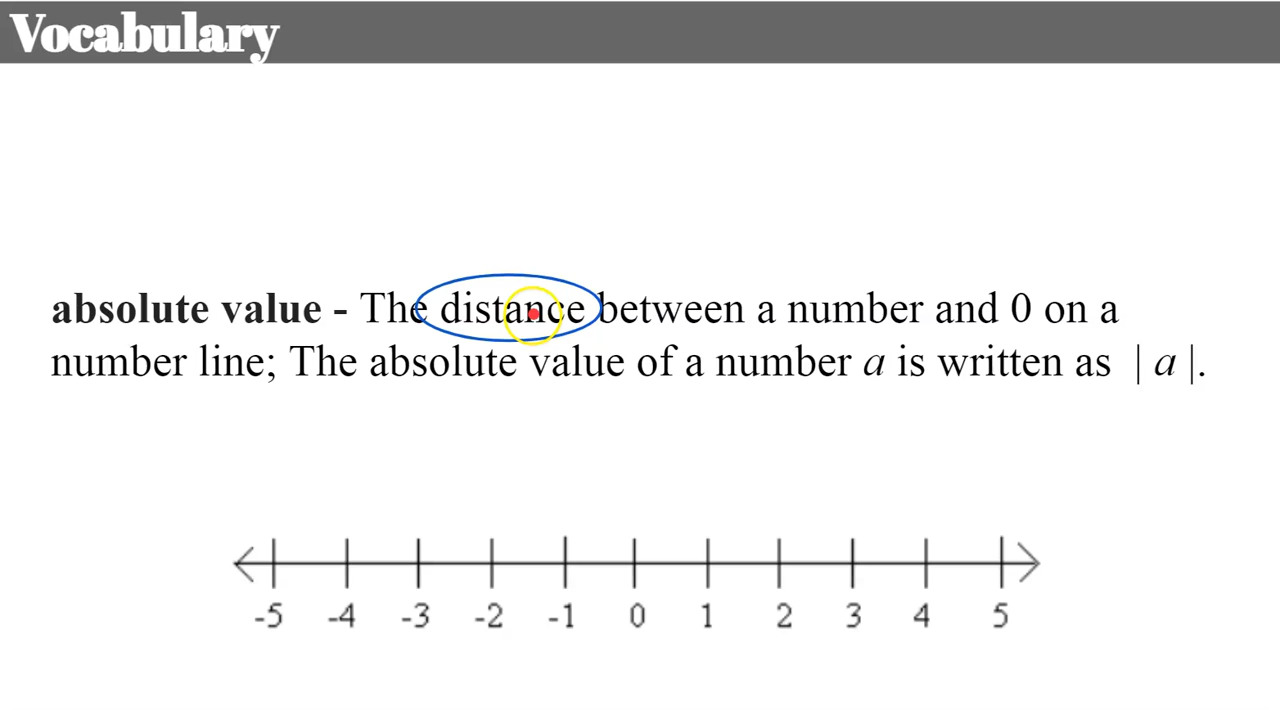 Vocabulary
absolute value - The distance between a number and 0 on a
number line; The absolute value of a number a is written as | a |.
-5 -4 -3 -2 -1 0 1 2 3 4 5